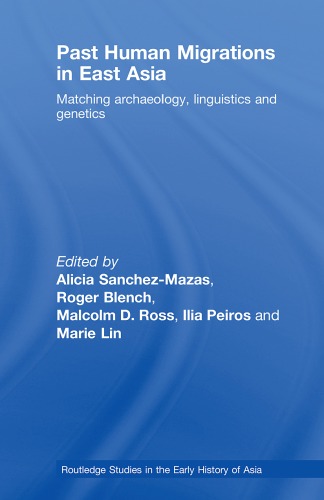 Past Human Migrations
in East Asia
Matching archaeology, linguistics and
genetics
Edited by
Alicia Sanchez-Mazas,
Roger Blench,
Malcolm D. Ross, Ilia Peiros and
Marie Lin
Routledge Studies in the Early History of Asia